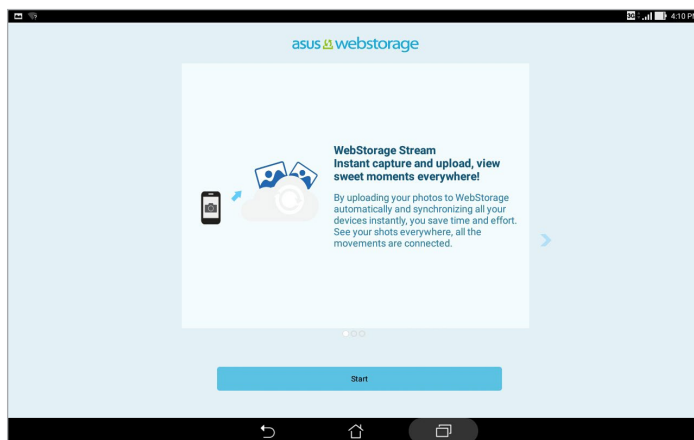 3G 4:10 PM
asus webstorage
WebStorage Stream
Instant capture and upload, view
sweet moments everywhere!
By uploading your photos to WebStorage
automatically and synchronizing all your
devices instantly, you save time and effort.
See your shots everywhere, all the
movements are connected.
Start